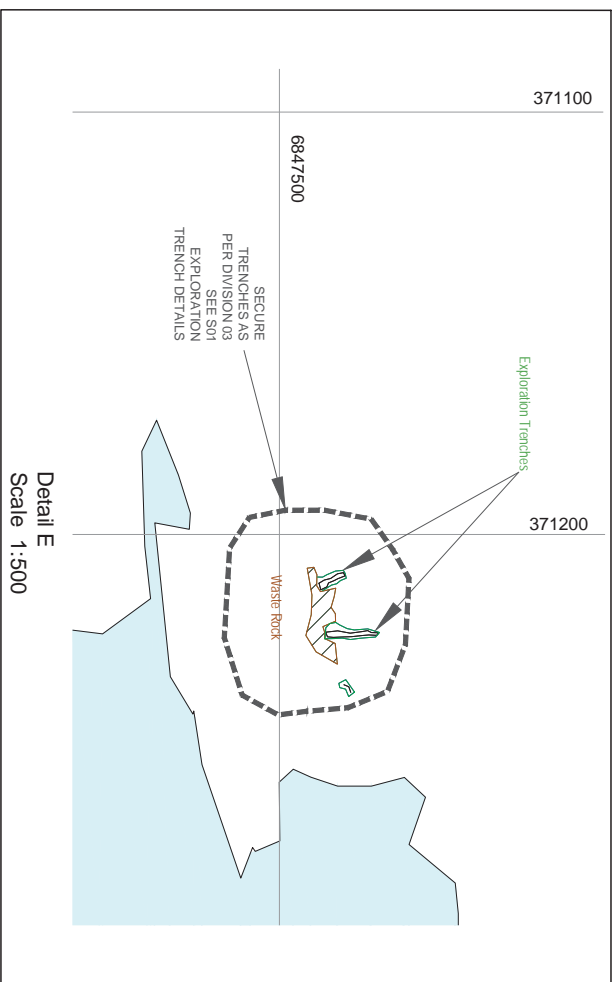 371100
6847500
SECURE
TRENCHES AS
PER DIVISION 03
SEE S01
EXPLORATION
TRENCH DETAILS
Exploration Trenches
371200
Waste Rock
Detail E
Scale 1:500